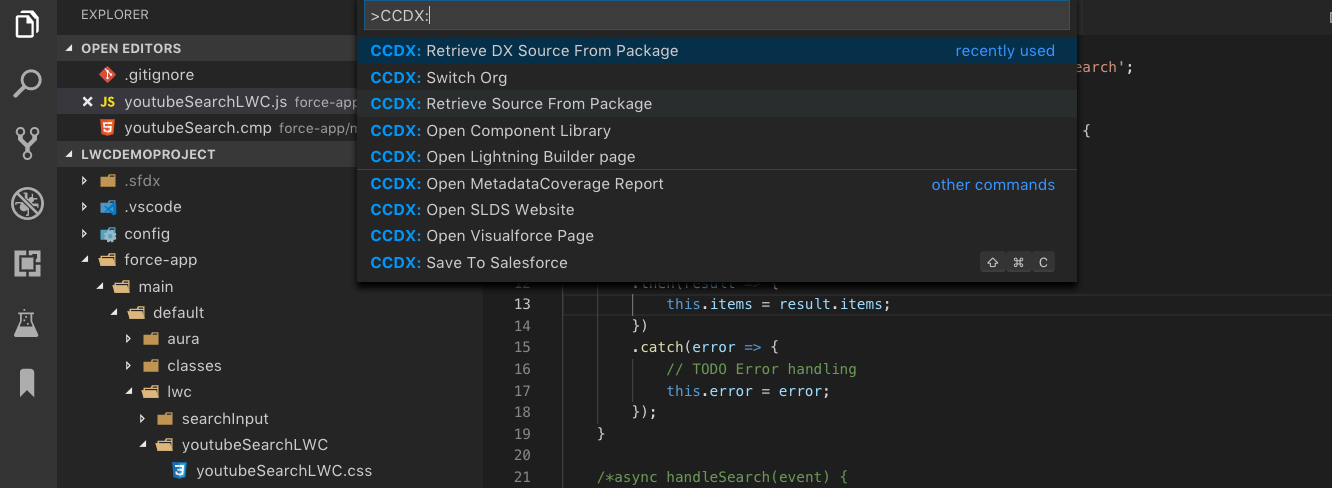 EXPLORER
OPEN EDITORS
.gitignore
JS youtubeSearchLWC.js force-app
youtubeSearch.cmp force-app/m
LWCDEMOPROJECT
.sfdx
.vscode
config
force-app
main
default
aura
classes
lwc
searchInput
youtubeSearchLWC
youtubeSearchLWC.css
>CCDX:
CCDX: Retrieve DX Source From Package recently used
CCDX: Switch Org
CCDX: Retrieve Source From Package
CCDX: Open Component Library
CCDX: Open Lightning Builder page
CCDX: Open MetadataCoverage Report other commands
CCDX: Open SLDS Website
CCDX: Open Visualforce Page
CCDX: Save To Salesforce ⇧ ⌘ C
earch';
{
12 .then(result => {
13 this.items = result.items;
14 })
15 .catch(error => {
16 // TODO Error handling
17 this.error = error;
18 });
19 }
20
21 /*async handleSearch(event) {